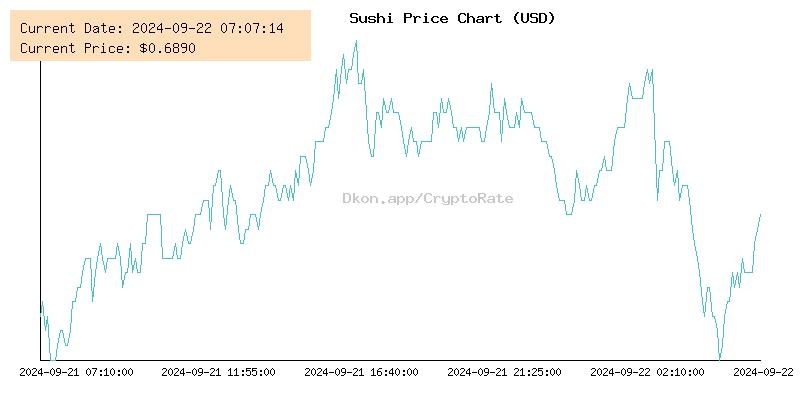 Sushi Price Chart (USD)
Current Date: 2024-09-22 07:07:14
Current Price: $0.6890
Dkon.app/CryptoRate
2024-09-21 07:10:00 2024-09-21 11:55:00 2024-09-21 16:40:00 2024-09-21 21:25:00 2024-09-22 02:10:00 2024-09-22